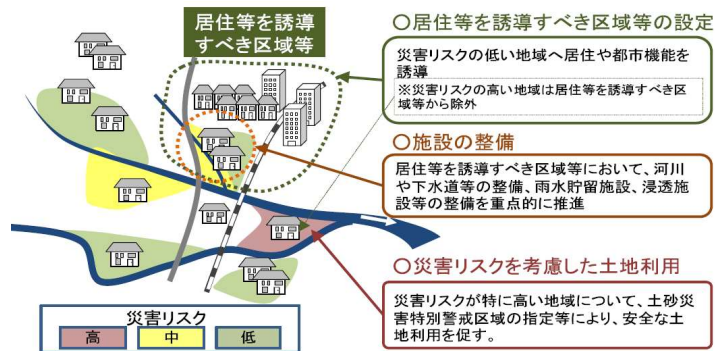 居住等を誘導
すべき区域等
〇居住等を誘導すべき区域等の設定
災害リスクの低い地域へ居住や都市機能を
誘導
※災害リスクの高い地域は居住等を誘導すべき区
域等から除外
〇施設の整備
居住等を誘導すべき区域等において、河川
や下水道等の整備、雨水貯留施設、浸透施
設等の整備を重点的に推進
〇災害リスクを考慮した土地利用
災害リスクが特に高い地域について、土砂災
害特別警戒区域の指定等により、安全な土
地利用を促す。
災害リスク
高 中 低